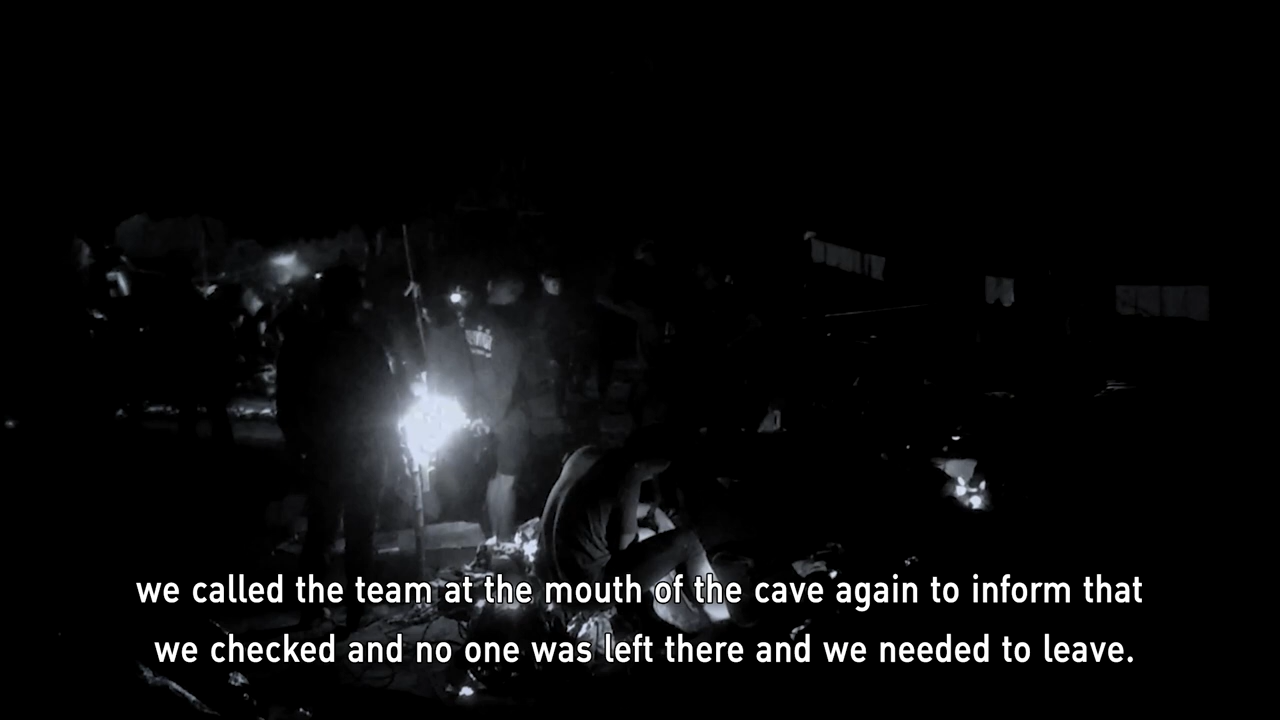 we called the team at the mouth of the cave again to inform that
we checked and no one was left there and we needed to leave.